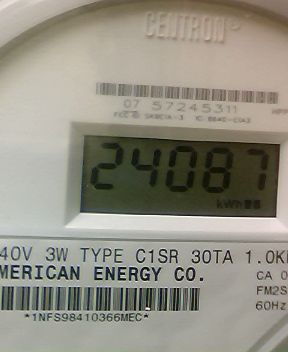 CENTRON
07 57245311
24087
kWh
40V 3W TYPE C1SR 30TA 1.0K
MERICAN ENERGY CO.
CA 0
FM2S
60Hz
*1NFS98410366MEC*